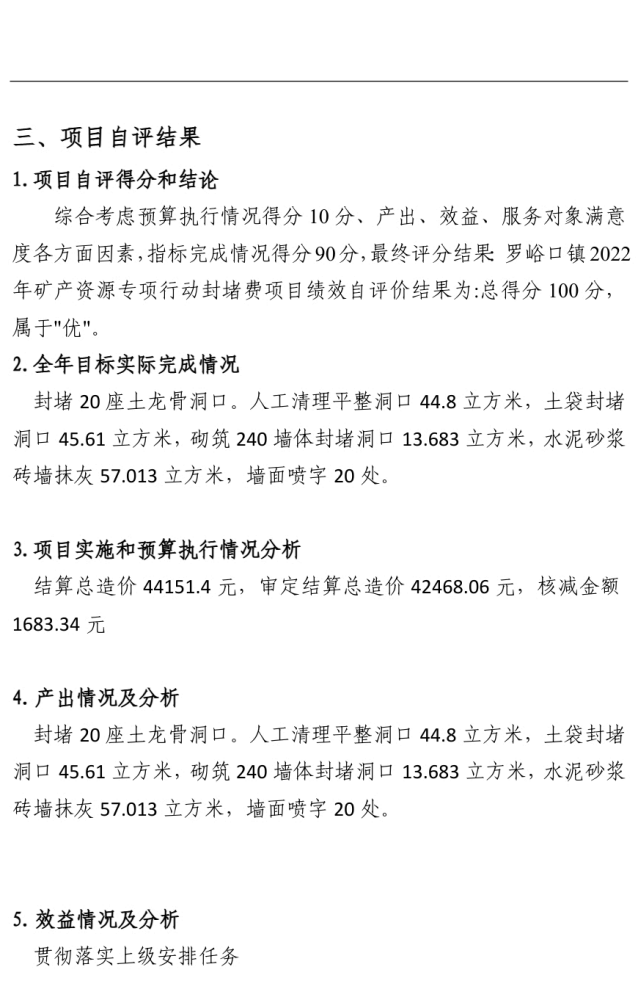 三、项目自评结果
1.项目自评得分和结论
综合考虑预算执行情况得分 10 分、产出、效益、服务对象满意
度各方面因素,指标完成情况得分90分,最终评分结果: 罗峪口镇2022
年矿产资源专项行动封堵费项目绩效自评价结果为:总得分 100 分，
属于"优"。
2.全年目标实际完成情况
封堵 20 座土龙骨洞口。人工清理平整洞口 44.8 立方米，土袋封堵
洞口 45.61 立方米，砌筑 240 墙体封堵洞口 13.683 立方米，水泥砂浆
砖墙抹灰 57.013 立方米，墙面喷字 20 处。
3.项目实施和预算执行情况分析
结算总造价 44151.4 元，审定结算总造价 42468.06 元，核减金额
1683.34 元
4.产出情况及分析
封堵 20 座土龙骨洞口。人工清理平整洞口 44.8 立方米，土袋封堵
洞口 45.61 立方米，砌筑 240 墙体封堵洞口 13.683 立方米，水泥砂浆
砖墙抹灰 57.013 立方米，墙面喷字 20 处。
5.效益情况及分析
贯彻落实上级安排任务